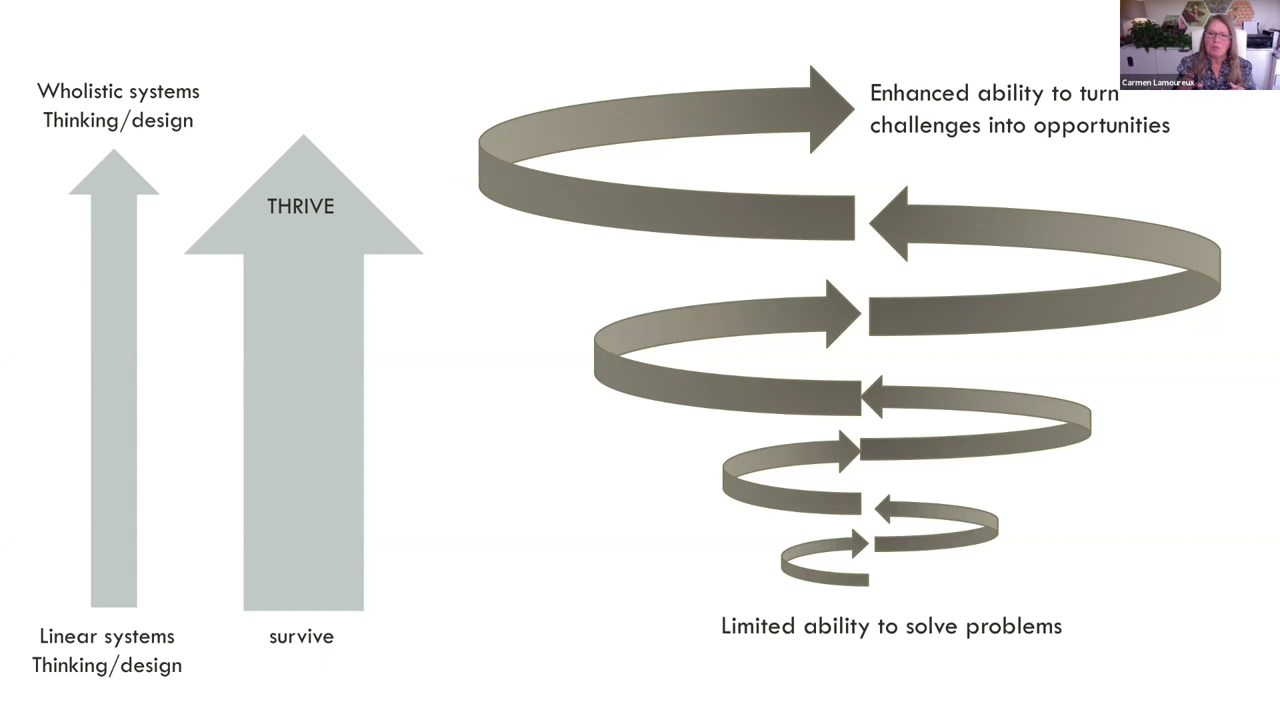 Wholistic systems
Thinking/design
THRIVE
Linear systems
Thinking/design
survive
Enhanced ability to turn
challenges into opportunities
Limited ability to solve problems
Carmen Lamoureux